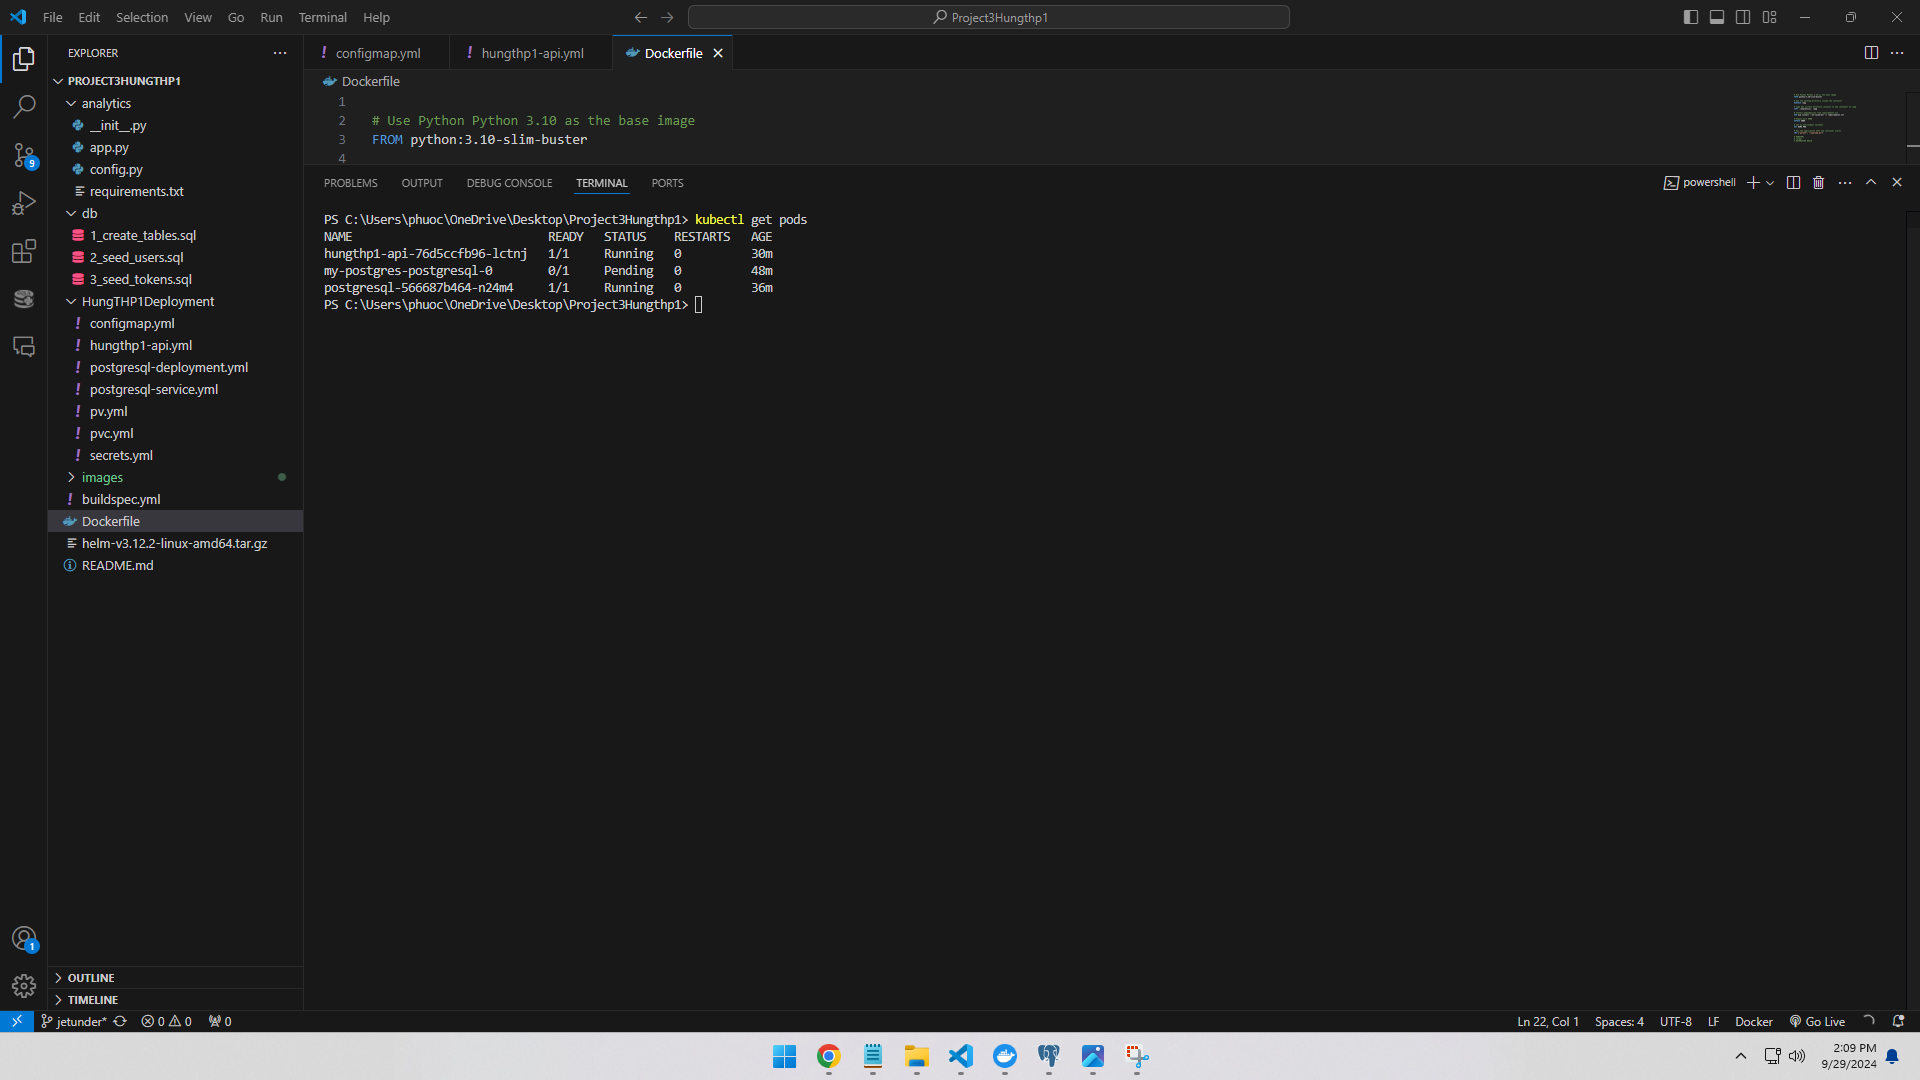 File Edit Selection View Go Run Terminal Help
Project3Hungthp1
EXPLORER
PROJECT3HUNGTHP1
analytics
__init__.py
app.py
config.py
requirements.txt
db
1_create_tables.sql
2_seed_users.sql
3_seed_tokens.sql
HungTHP1Deployment
configmap.yml
hungthp1-api.yml
postgresql-deployment.yml
postgresql-service.yml
pv.yml
pvc.yml
secrets.yml
images
buildspec.yml
Dockerfile
helm-v3.12.2-linux-amd64.tar.gz
README.md
OUTLINE
TIMELINE
9
1
configmap.yml hungthp1-api.yml Dockerfile
Dockerfile
1
2 # Use Python Python 3.10 as the base image
3 FROM python:3.10-slim-buster
4
PROBLEMS OUTPUT DEBUG CONSOLE TERMINAL PORTS
powershell
PS C:\Users\phuoc\OneDrive\Desktop\Project3Hungthp1> kubectl get pods
NAME READY STATUS RESTARTS AGE
hungthp1-api-76d5ccfb96-lctnj 1/1 Running 0 30m
my-postgres-postgresql-0 0/1 Pending 0 48m
postgresql-566687b464-n24m4 1/1 Running 0 36m
PS C:\Users\phuoc\OneDrive\Desktop\Project3Hungthp1>
jetunder* 0 0 0
Ln 22, Col 1 Spaces: 4 UTF-8 LF Docker Go Live
2:09 PM
9/29/2024